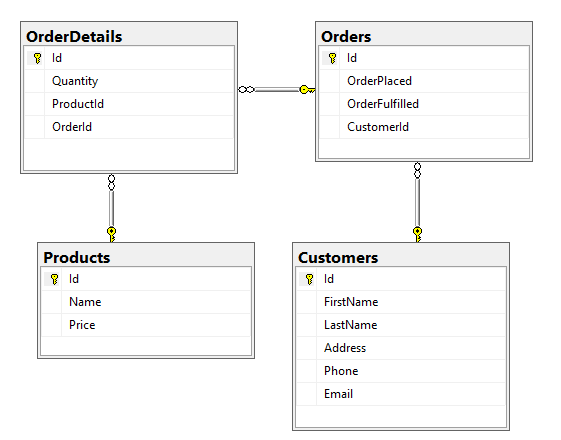 OrderDetails
Id
Quantity
ProductId
OrderId
Orders
Id
OrderPlaced
OrderFulfilled
CustomerId
Products
Id
Name
Price
Customers
Id
FirstName
LastName
Address
Phone
Email